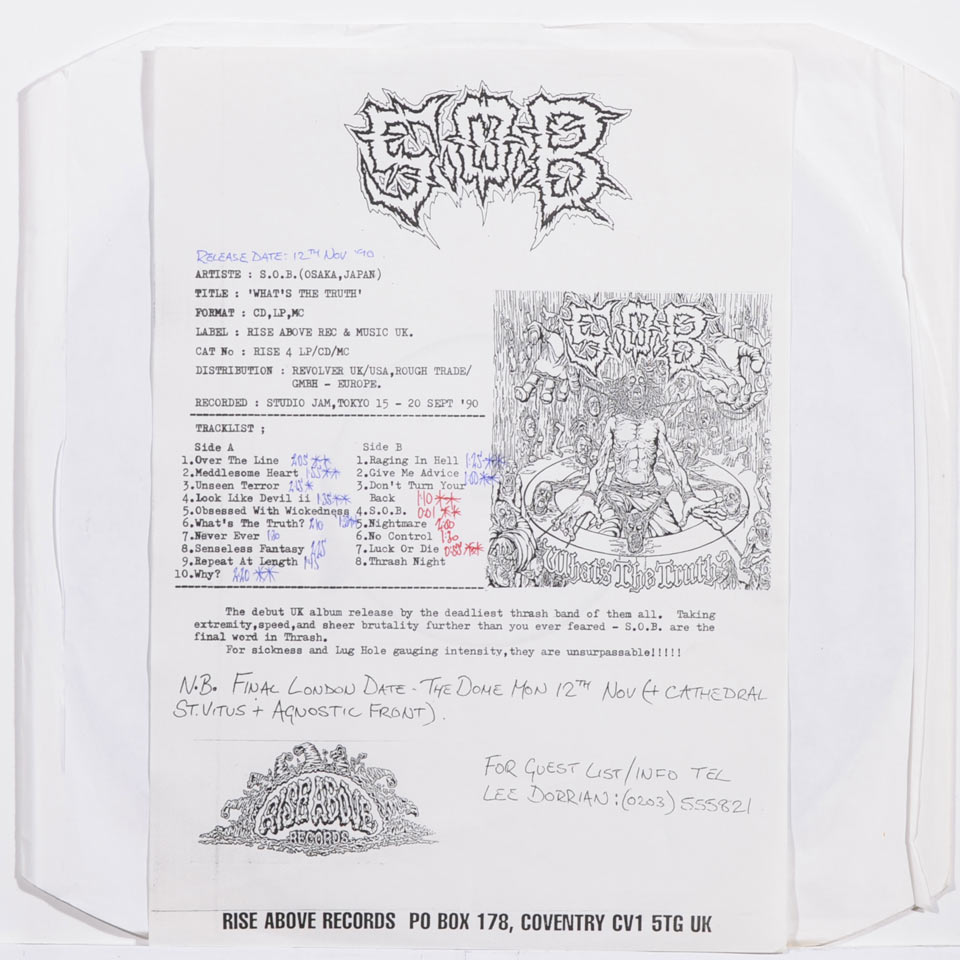 S.O.B
RELEASE DATE: 12TH NOV '90.
ARTISTE : S.O.B.(OSAKA,JAPAN)
TITLE : 'WHAT'S THE TRUTH'
FORMAT : CD,LP,MC
LABEL : RISE ABOVE REC & MUSIC UK.
CAT No : RISE 4 LP/CD/MC
DISTRIBUTION : REVOLVER UK/USA,ROUGH TRADE/
GMBH - EUROPE.
RECORDED : STUDIO JAM,TOKYO 15 - 20 SEPT '90
S.O.B
What's The Truth?
TRACKLIST ;
Side A
1.Over The Line 2.05 **
2.Meddlesome Heart 1.55 **
3.Unseen Terror *
4.Look Like Devil ii 1.35 **
5.Obsessed With Wickedness
6.What's The Truth? 2.10
7.Never Ever 1.30
8.Senseless Fantasy 2.25
9.Repeat At Length 1.45
10.Why? 2.20 **
Side B
1.Raging In Hell 1.25 **
2.Give Me Advice
3.Don't Turn Your
Back 1.10 **
4.S.O.B. 0.01 **
5.Nightmare 2.00
6.No Control 1.30
7.Luck Or Die 0.55 **
8.Thrash Night
The debut UK album release by the deadliest thrash band of them all. Taking
extremity,speed,and sheer brutality further than you ever feared - S.O.B. are the
final word in Thrash.
For sickness and Lug Hole gauging intensity,they are unsurpasable!!!!!
N.B. FINAL LONDON DATE - THE DOME MON 12TH NOV (+ CATHEDRAL
ST.VITUS + AGNOSTIC FRONT).
RISE ABOVE
RECORDS
FOR GUEST LIST/INFO TEL
LEE DORRIAN: (0203) 555821
RISE ABOVE RECORDS PO BOX 178, COVENTRY CV1 5TG UK